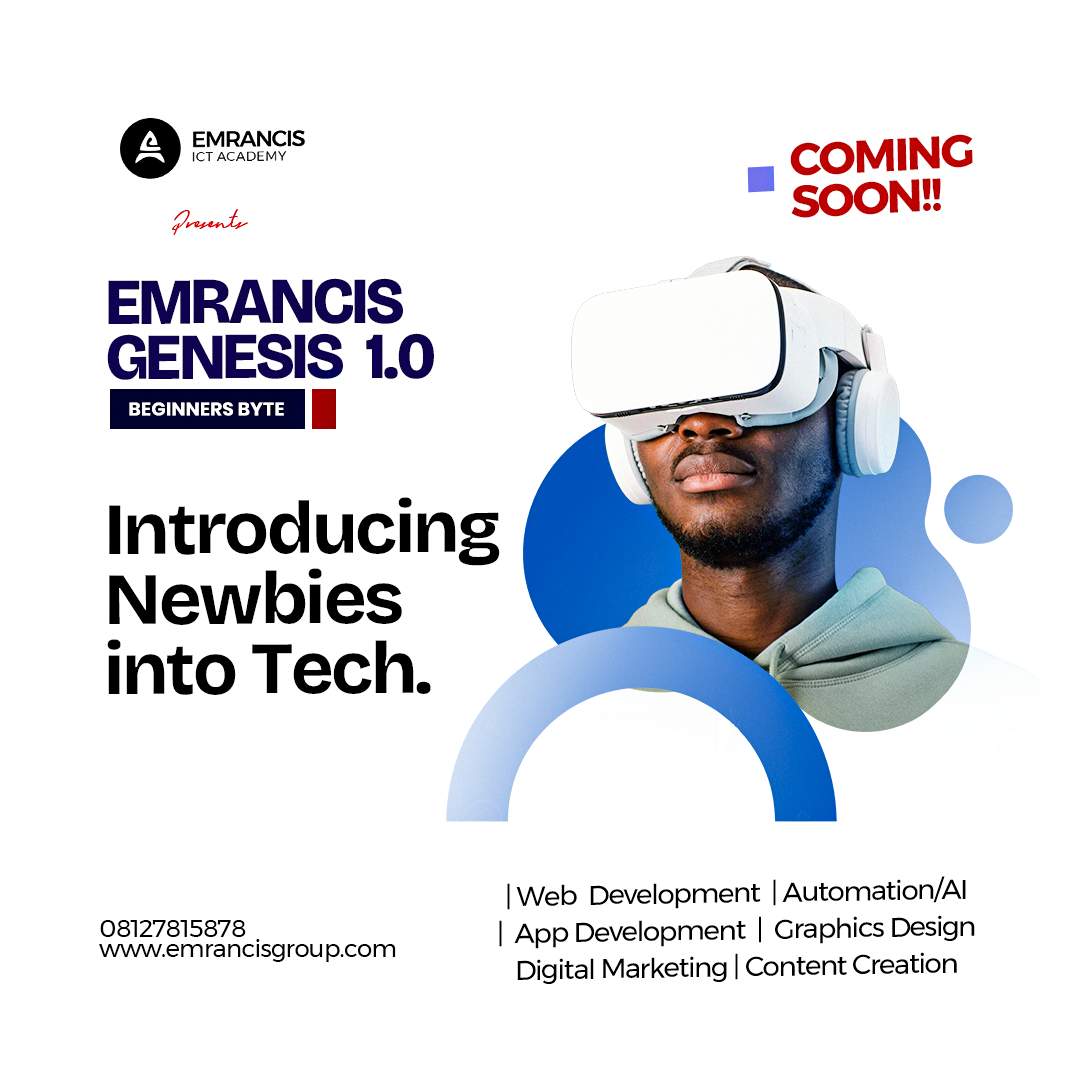 EMRANCIS
ICT ACADEMY
Presents
COMING
SOON!!
EMRANCIS
GENESIS 1.0
BEGINNERS BYTE
Introducing
Newbies
into Tech.
08127815878
www.emrancisgroup.com
| Web Development | Automation/AI
| App Development | Graphics Design
Digital Marketing | Content Creation